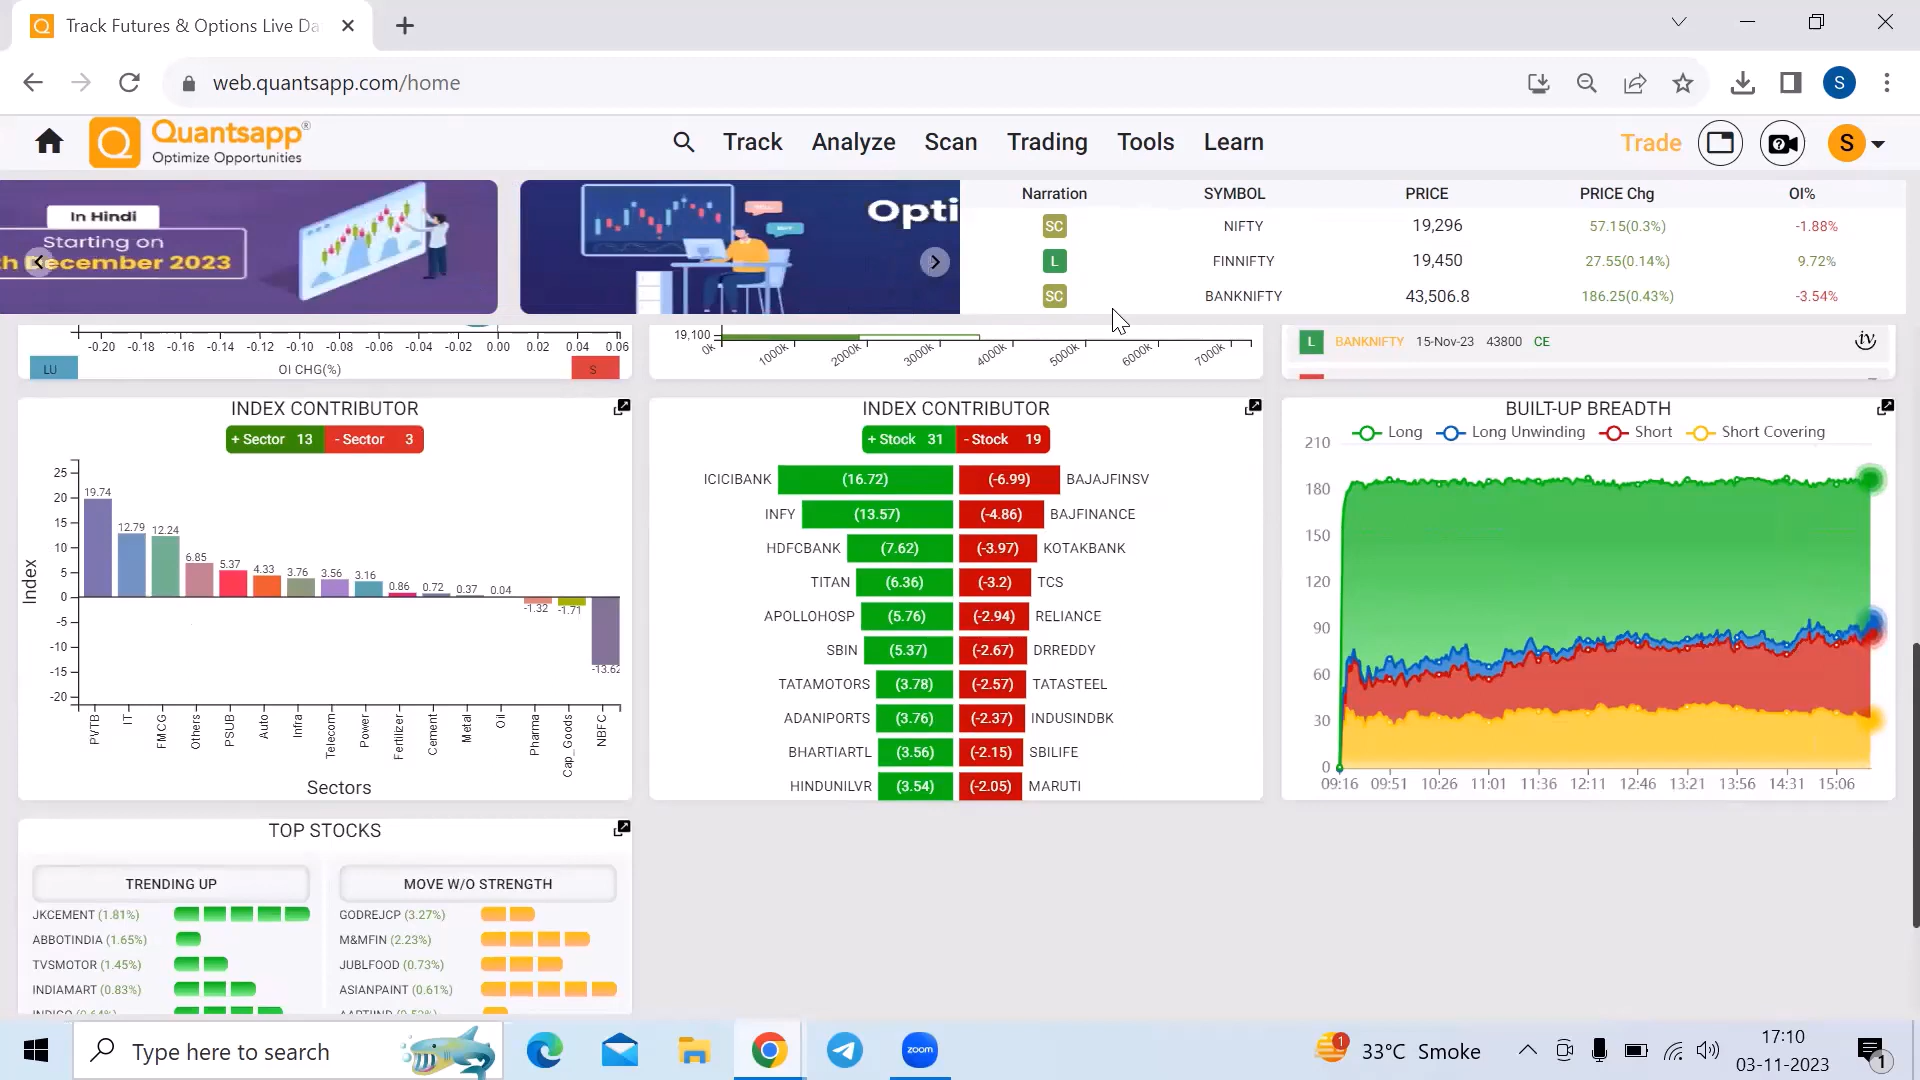 Track Futures & Options Live Da
web.quantsapp.com/home
S
Quantsapp®
Optimize Opportunities
Track
Analyze
Scan
Trading
Tools
Learn
Trade
S
In Hindi
Starting on
h December 2023
Opti
Narration SYMBOL PRICE PRICE Chg OI%
SC NIFTY 19,296 57.15(0.3%) -1.88%
L FINNIFTY 19,450 27.55(0.14%) 9.72%
SC BANKNIFTY 43,506.8 186.25(0.43%) -3.54%
-0.20 -0.18 -0.16 -0.14 -0.12 -0.10 -0.08 -0.06 -0.04 -0.02 0.00 0.02 0.04 0.06
LU OI CHG(%) S
19,100
0k 1000k 2000k 3000k 4000k 5000k 6000k 7000k
L BANKNIFTY 15-Nov-23 43800 CE iv
INDEX CONTRIBUTOR
+ Sector 13 - Sector 3
25
20
15
10
5
0
-5
-10
-15
-20
Index
19.74
12.79
12.24
6.85
5.37
4.33
3.76
3.56
3.16
0.86
0.72
0.37
0.04
-1.32
-1.71
-13.62
PVTB
IT
FMCG
Others
PSUB
Auto
Infra
Telecom
Power
Fertilizer
Cement
Metal
Oil
Pharma
Cap_Goods
NBFC
Sectors
INDEX CONTRIBUTOR
+ Stock 31 - Stock 19
ICICIBANK (16.72) (-6.99) BAJAJFINSV
INFY (13.57) (-4.86) BAJFINANCE
HDFCBANK (7.62) (-3.97) KOTAKBANK
TITAN (6.36) (-3.2) TCS
APOLLOHOSP (5.76) (-2.94) RELIANCE
SBIN (5.37) (-2.67) DRREDDY
TATAMOTORS (3.78) (-2.57) TATASTEEL
ADANIPORTS (3.76) (-2.37) INDUSINDBK
BHARTIARTL (3.56) (-2.15) SBILIFE
HINDUNILVR (3.54) (-2.05) MARUTI
BUILT-UP BREADTH
Long Long Unwinding Short Short Covering
210
180
150
120
90
60
30
0
09:16 09:51 10:26 11:01 11:36 12:11 12:46 13:21 13:56 14:31 15:06
TOP STOCKS
TRENDING UP
JKCEMENT (1.81%)
ABBOTINDIA (1.65%)
TVSMOTOR (1.45%)
INDIAMART (0.83%)
MOVE W/O STRENGTH
GODREJCP (3.27%)
M&MFIN (2.23%)
JUBLFOOD (0.73%)
ASIANPAINT (0.61%)
Type here to search
zoom
1
33°C Smoke
17:10
03-11-2023
1